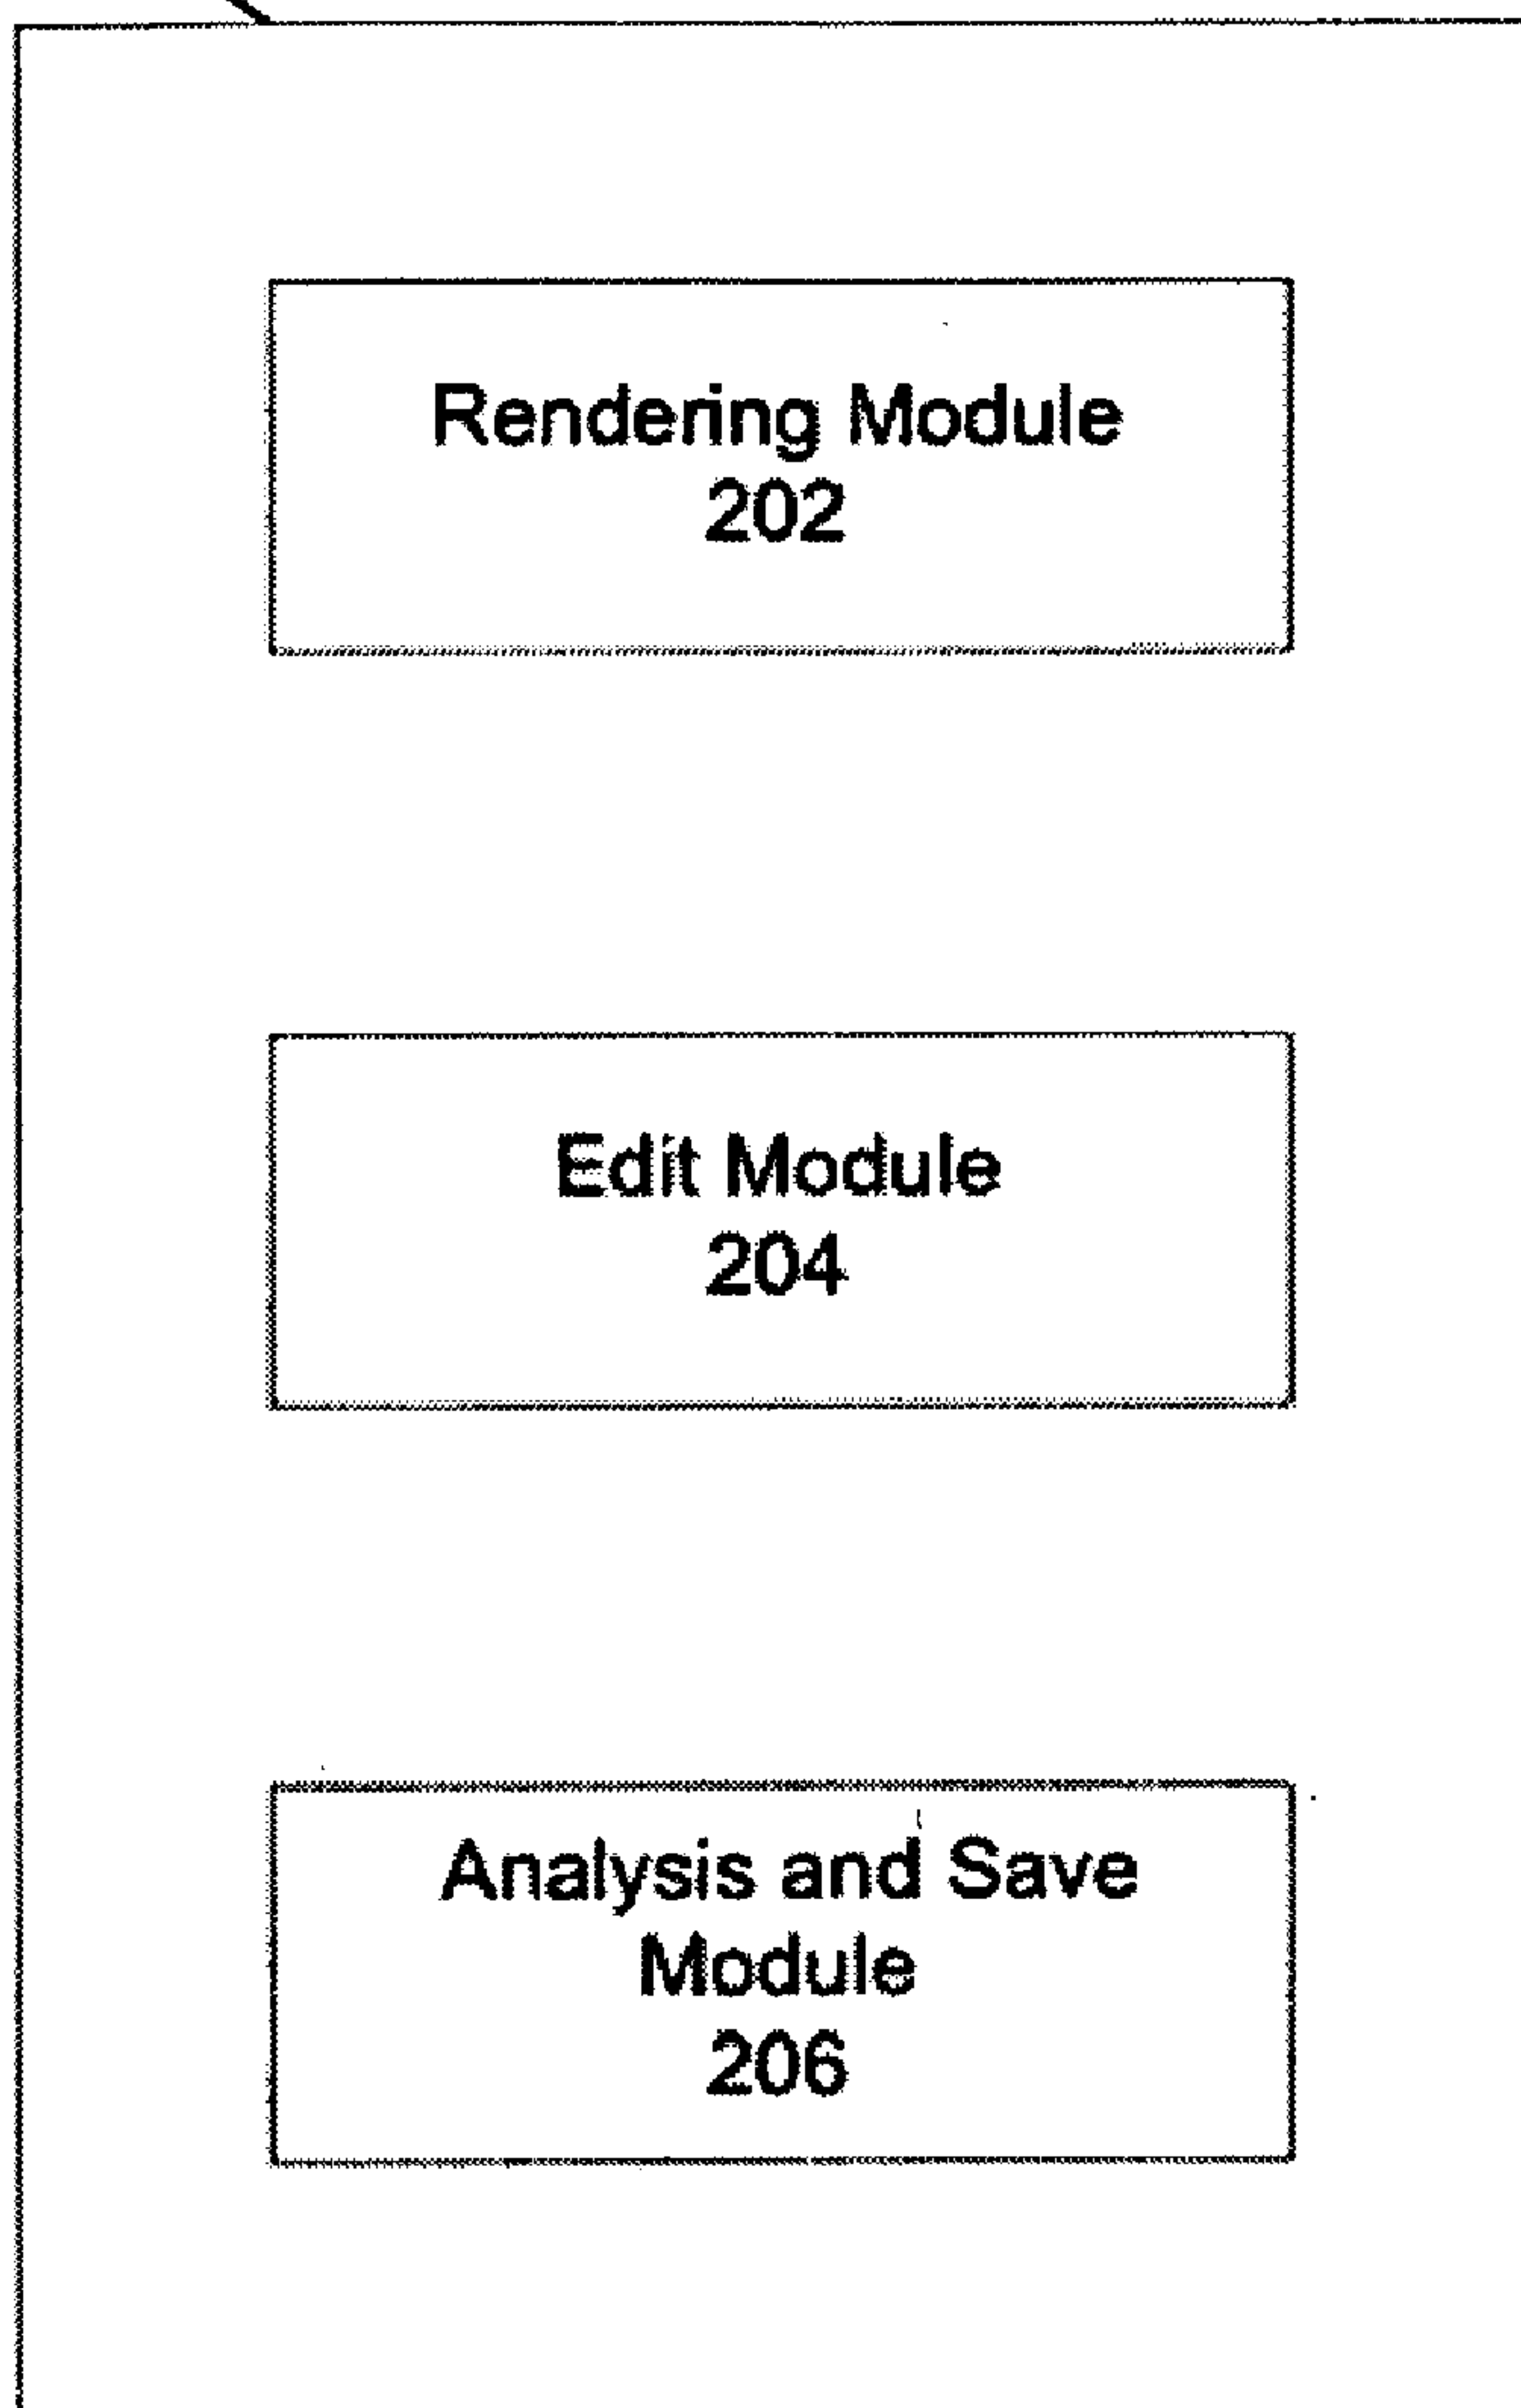 Rendering Module
202
Edit Module
204
Analysis and Save
Module
206